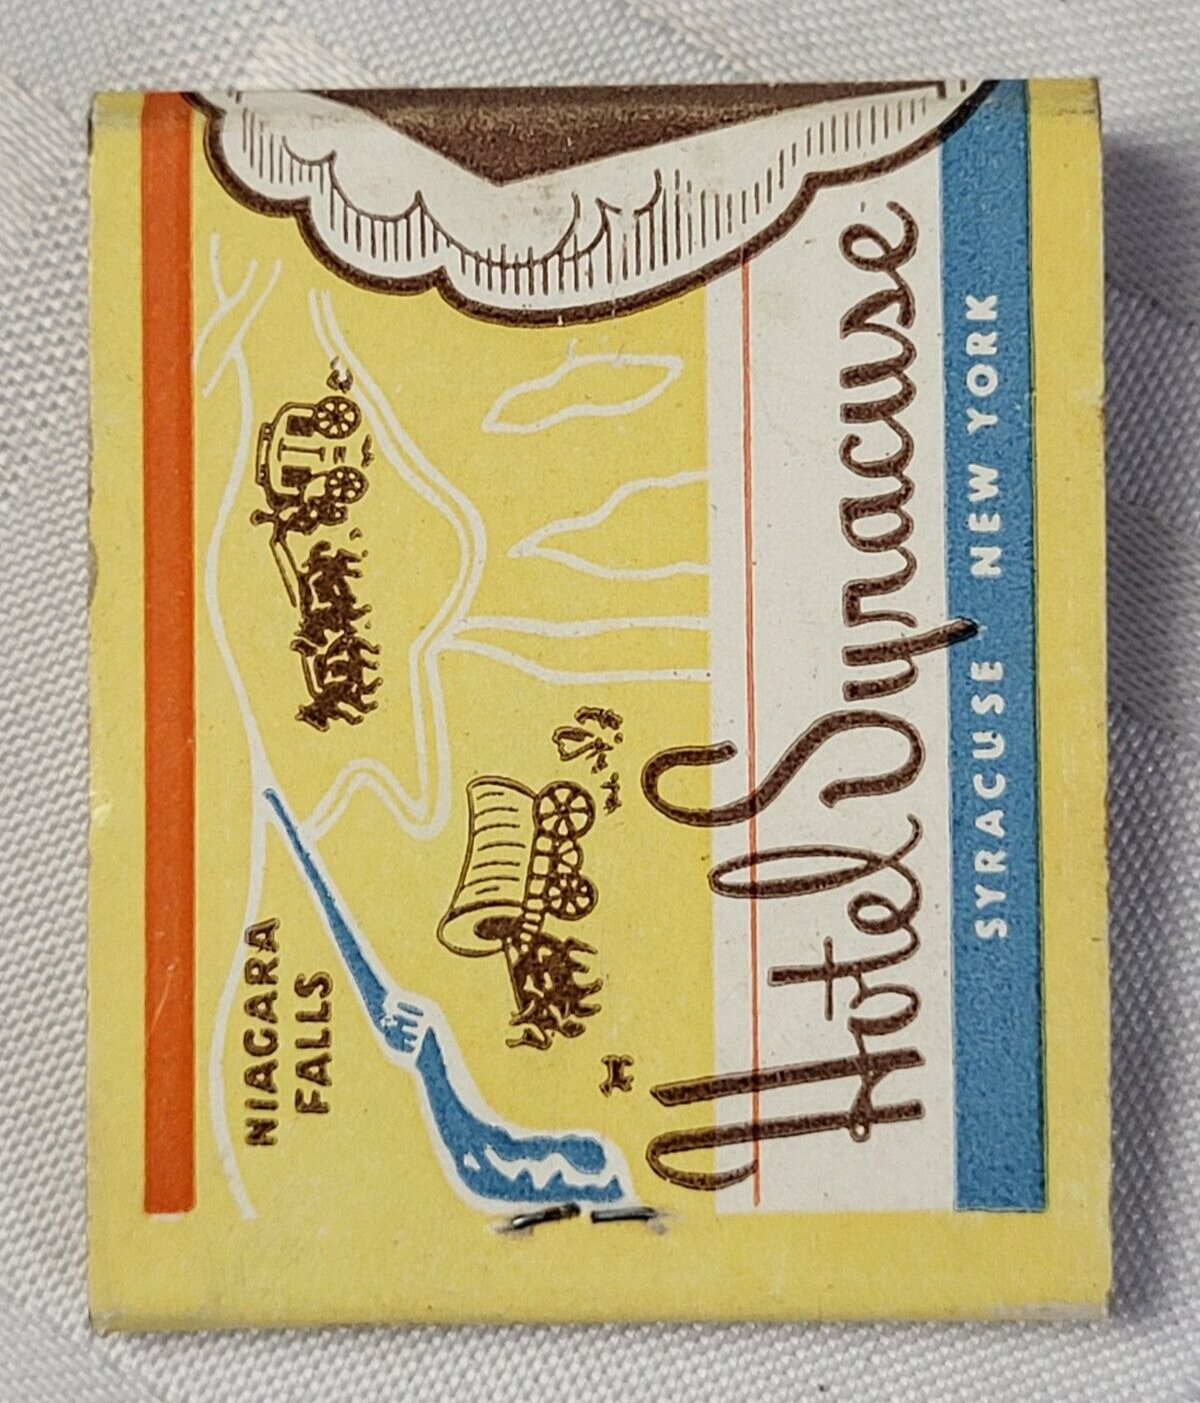 NIAGARA
FALLS
Hotel Syracuse
SYRACUSE NEW YORK